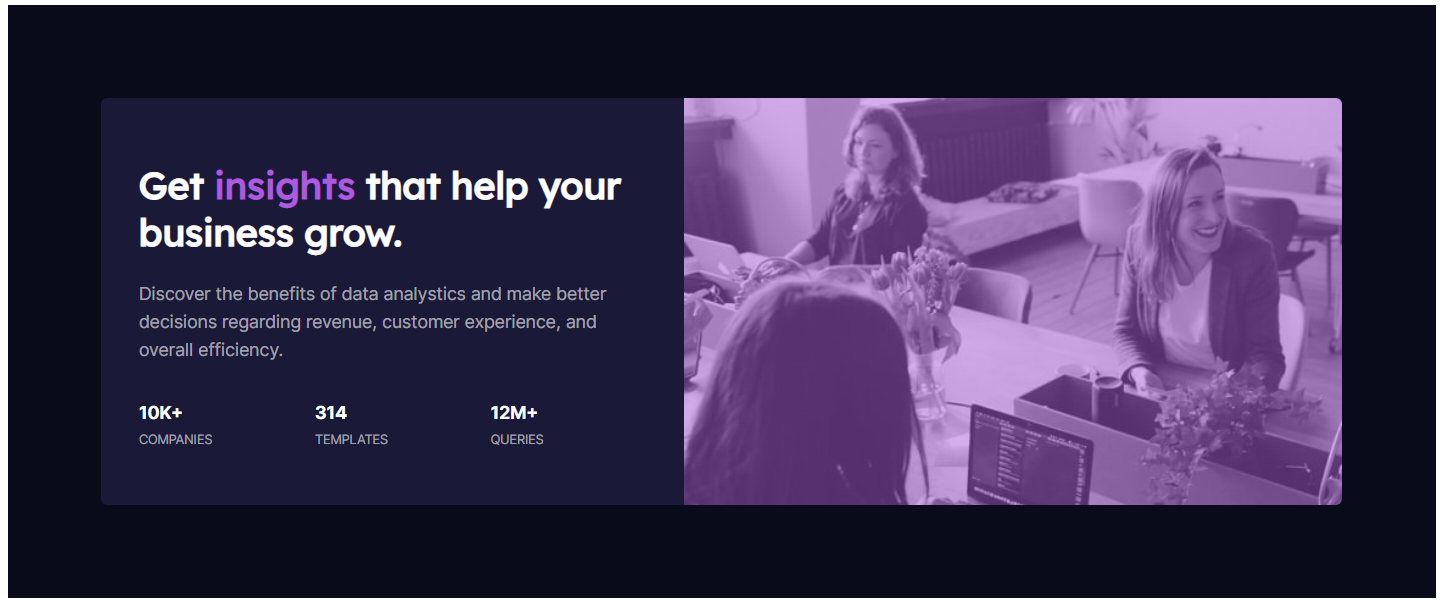 Get insights that help your
business grow.
Discover the benefits of data analystics and make better
decisions regarding revenue, customer experience, and
overall efficiency.
10K+ 314 12M+
COMPANIES TEMPLATES QUERIES